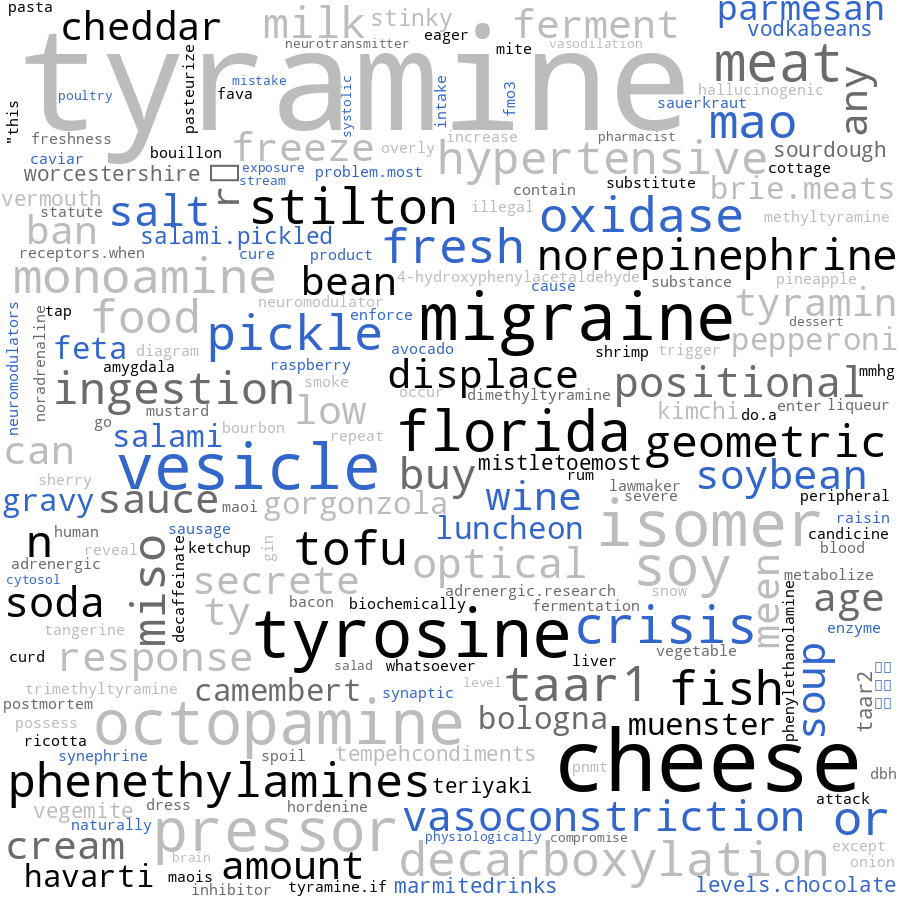 pasta
cheddar
milk
stinky
ferment
parmesan
neurotransmitter
eager
mite
vasodilation
vodkabeans
tyramine
pasteurize
mistake
meat
any
poultry
fava
systolic
intake
fmo3
hallucinogenic
sauerkraut
"this
mao
freshness
freeze
overly
increase
pharmacist
caviar
bouillon
hypertensive
sourdough
worcestershire
r
exposure
stream
problem.most
cottage
contain
substitute
brie.meats
vermouth
statute
salt
stilton
illegal
oxidase
methyltyramine
ban
salami.pickled
fresh
receptors.when
cure
product
norepinephrine
monoamine
bean
4-hydroxyphenylacetaldehyde
cause
substance
pineapple
neuromodulators
noradrenaline
tap
food
neuromodulator
enforce
migraine
tyramin
dessert
pickle
feta
diagram
avocado
shrimp
trigger
pepperoni
amygdala
raspberry
displace
mmhg
ingestion
smoke
occur
dimethyltyramine
positional
go
mustard
low
kimchi
do.a
enter
liqueur
salami
bourbon
repeat
florida
geometric
can
vesicle
buy
mistletoemost
rum
lawmaker
soybean
sherry
gravy
sauce
maoi
gorgonzola
wine
severe
peripheral
n
human
sausage
luncheon
isomer
raisin
candicine
reveal
miso
decaffeinate
ketchup
gin
tofu
optical
soy
meen
blood
adrenergic
cytosol
secrete
adrenergic.research
snow
metabolize
soda
ty
bacon
biochemically
fermentation
age
tangerine
tyrosine
crisis
enzyme
curd
response
salad
whatsoever
liver
vegetable
phenylethanolamine
soup
trimethyltyramine
camembert
synaptic
level
taar1
fish
taar2
postmortem
possess
octopamine
bologna
muenster
ricotta
synephrine
spoil
tempehcondiments
cheese
pnmt
dbh
phenethylamines
teriyaki
attack
vegemite
dress
hordenine
naturally
pressor
vasoconstriction
or
physiologically
compromise
cream
brain
amount
decarboxylation
except
onion
havarti
maois
inhibitor
tyramine.if
marmitedrinks
levels.chocolate